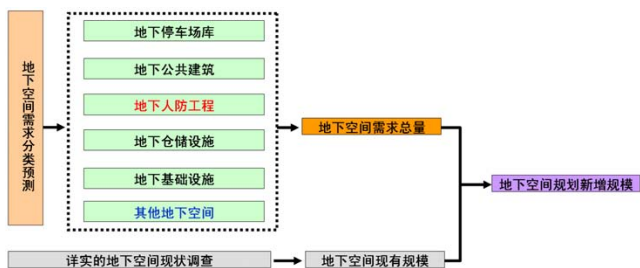 地下空间需求分类预测
地下停车场库
地下公共建筑
地下人防工程
地下仓储设施
地下基础设施
其他地下空间
地下空间需求总量
地下空间规划新增规模
详实的地下空间现状调查
地下空间现有规模